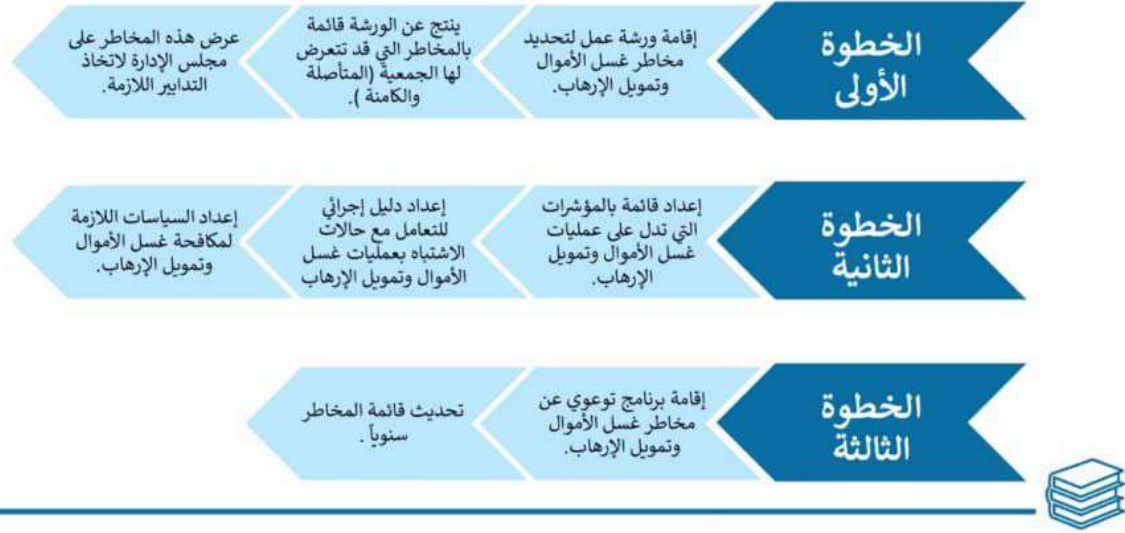 الخطوة
الأولى
إقامة ورشة عمل لتحديد
مخاطر غسل الأموال
وتمويل الإرهاب.
ينتج عن الورشة قائمة
بالمخاطر التي قد تتعرض
لها الجمعية (المتأصلة
والكامنة ).
عرض هذه المخاطر على
مجلس الإدارة لاتخاذ
التدابير اللازمة.
الخطوة
الثانية
إعداد قائمة بالمؤشرات
التي تدل على عمليات
غسل الأموال وتمويل
الإرهاب.
إعداد دليل إجرائي
للتعامل مع حالات
الاشتباه بعمليات غسل
الأموال وتمويل الإرهاب
إعداد السياسات اللازمة
لمكافحة غسل الأموال
وتمويل الإرهاب.
الخطوة
الثالثة
إقامة برنامج توعوي عن
مخاطر غسل الأموال
وتمويل الإرهاب.
تحديث قائمة المخاطر
سنوياً .